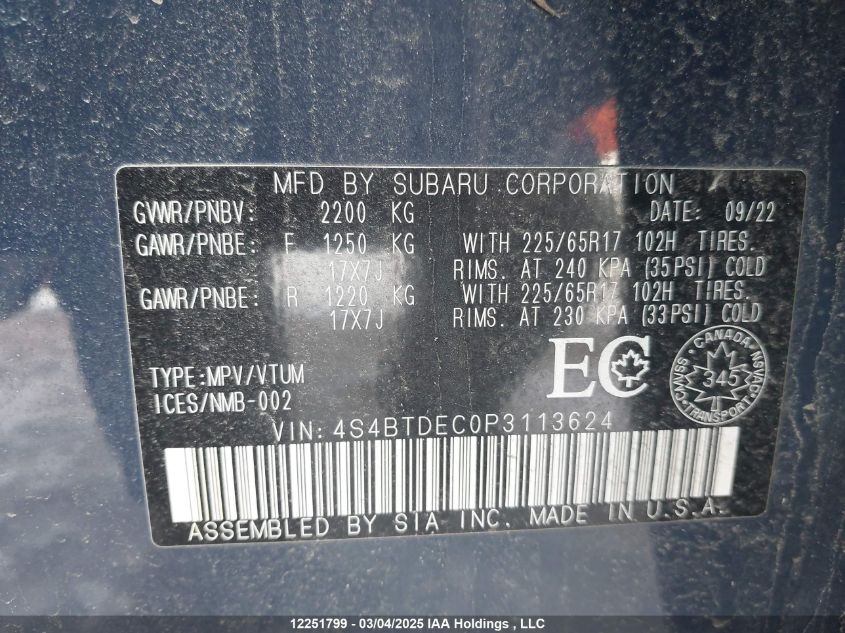 MFD BY SUBARU CORPORATION
GVWR/PNBV: 2200 KG DATE: 09/22
GAWR/PNBE: F 1250 KG WITH 225/65R17 102H TIRES.
17X7J RIMS. AT 240 KPA (35PSI) COLD
GAWR/PNBE: R 1220 KG WITH 225/65R17 102H TIRES.
17X7J RIMS. AT 230 KPA (33PSI) COLD
TYPE:MPV/VTUM
ICES/NMB-002
EC
CANADA
345
TRANSPORT
NSVAD
CMVSS
VIN: 4S4BTDEC0P3113624
ASSEMBLED BY SIA INC. MADE IN U.S.A.
12251799 - 03/04/2025 IAA Holdings , LLC